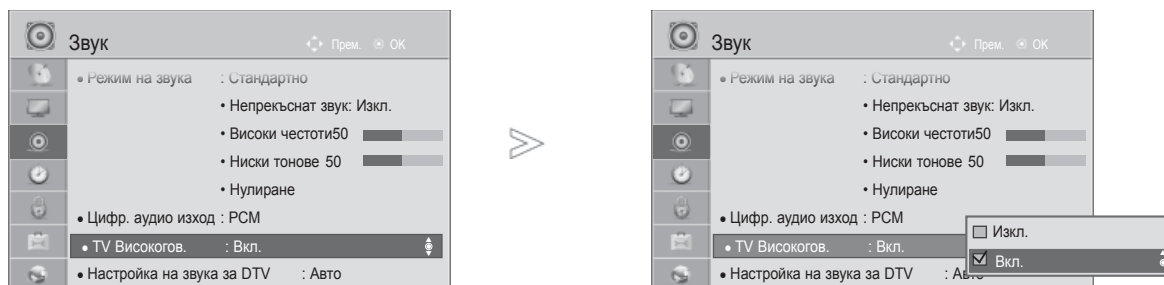 Звук Прем. OK
• Режим на звука : Стандартно
• Непрекъснат звук: Изкл.
• Високи честоти50
• Ниски тонове 50
• Нулиране
• Цифр. аудио изход : PCM
• TV Високогов. : Вкл.
• Настройка на звука за DTV : Авто
Звук Прем. OK
• Режим на звука : Стандартно
• Непрекъснат звук: Изкл.
• Високи честоти50
• Ниски тонове 50
• Нулиране
• Цифр. аудио изход : PCM
• TV Високогов. : Вкл.
• Настройка на звука за DTV :
Изкл.
Вкл.